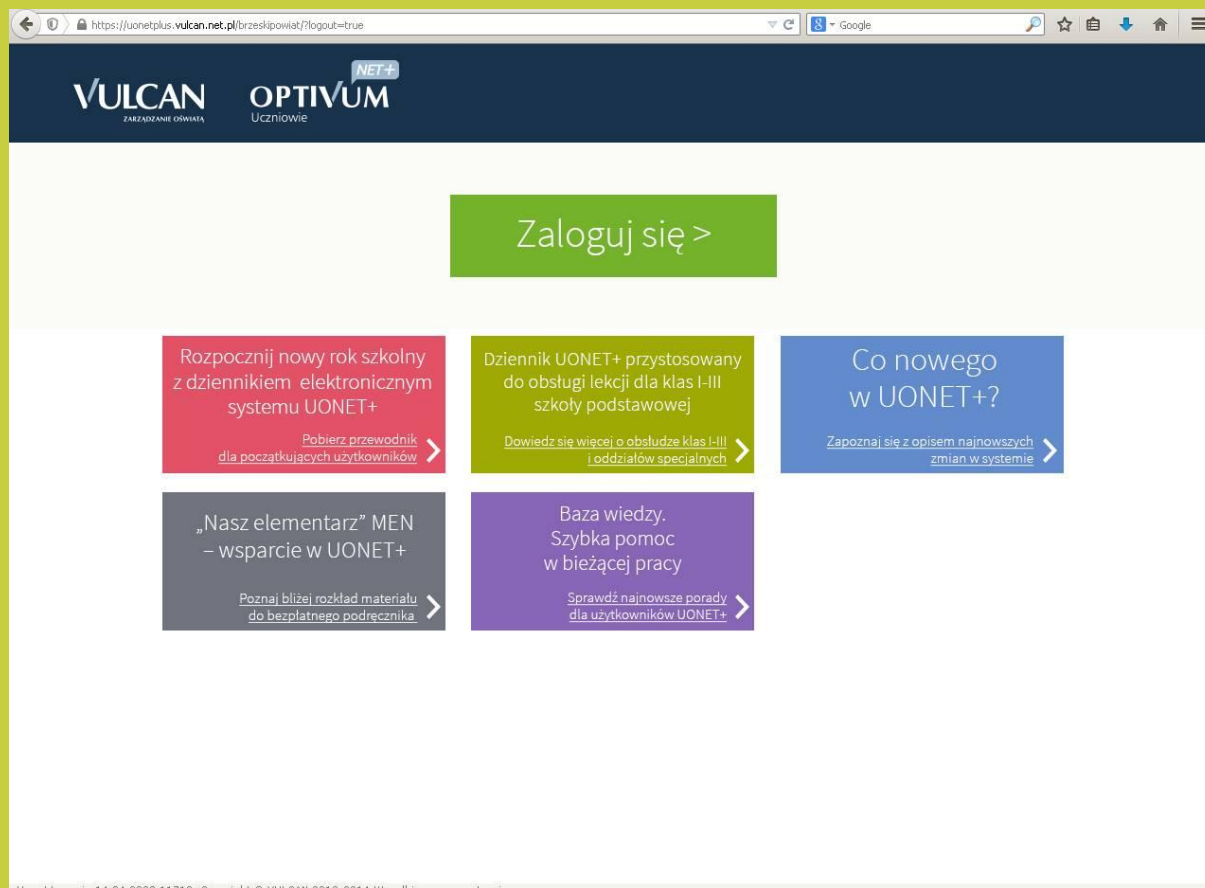 https://uonetplus.vulcan.net.pl/brzeskipowiat/?logout=true
Google
VULCAN
ZARZĄDZANIE OŚWIATĄ
NET+
OPTIVUM
Uczniowie
Zaloguj się >
Rozpocznij nowy rok szkolny
z dziennikiem elektronicznym
systemu UONET+
Pobierz przewodnik
dla początkujących użytkowników
Dziennik UONET+ przystosowany
do obsługi lekcji dla klas I-III
szkoły podstawowej
Dowiedz się więcej o obsłudze klas I-III
i oddziałów specjalnych
Co nowego
w UONET+?
Zapoznaj się z opisem najnowszych
zmian w systemie
„Nasz elementarz” MEN
– wsparcie w UONET+
Poznaj bliżej rozkład materiału
do bezpłatnego podręcznika
Baza wiedzy.
Szybka pomoc
w bieżącej pracy
Sprawdź najnowsze porady
dla użytkowników UONET+